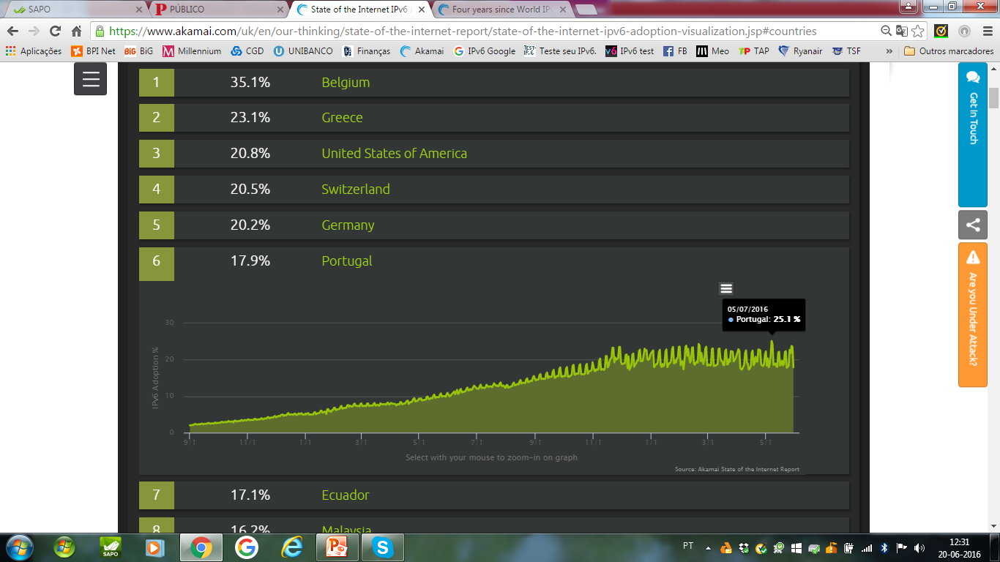 SAPO
PÚBLICO
State of the Internet IPv6
Four years since World IP
https://www.akamai.com/uk/en/our-thinking/state-of-the-internet-report/state-of-the-internet-ipv6-adoption-visualization.jsp#countries
Aplicações BPI Net BiG Millennium CGD UNIBANCO Finanças Akamai IPv6 Google Teste seu IPv6. IPv6 test FB Meo TAP Ryanair TSF » Outros marcadores
1 35.1% Belgium
2 23.1% Greece
3 20.8% United States of America
4 20.5% Switzerland
5 20.2% Germany
6 17.9% Portugal
05/07/2016
Portugal: 25.1 %
30
20
10
0
IPv6 Adoption %
9/1 11/1 1/1 3/1 5/1 7/1 9/1 11/1 1/1 3/1 5/1
Select with your mouse to zoom-in on graph
Source: Akamai State of the Internet Report
7 17.1% Ecuador
8 16.2% Malaysia
Get in Touch
Are you Under Attack?
SAPO
PT
12:31
20-06-2016